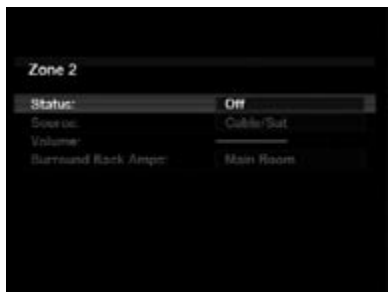 Zone 2
Status: Off
Source: Cable/Sat
Volume:
Surround Back Amps: Main Room